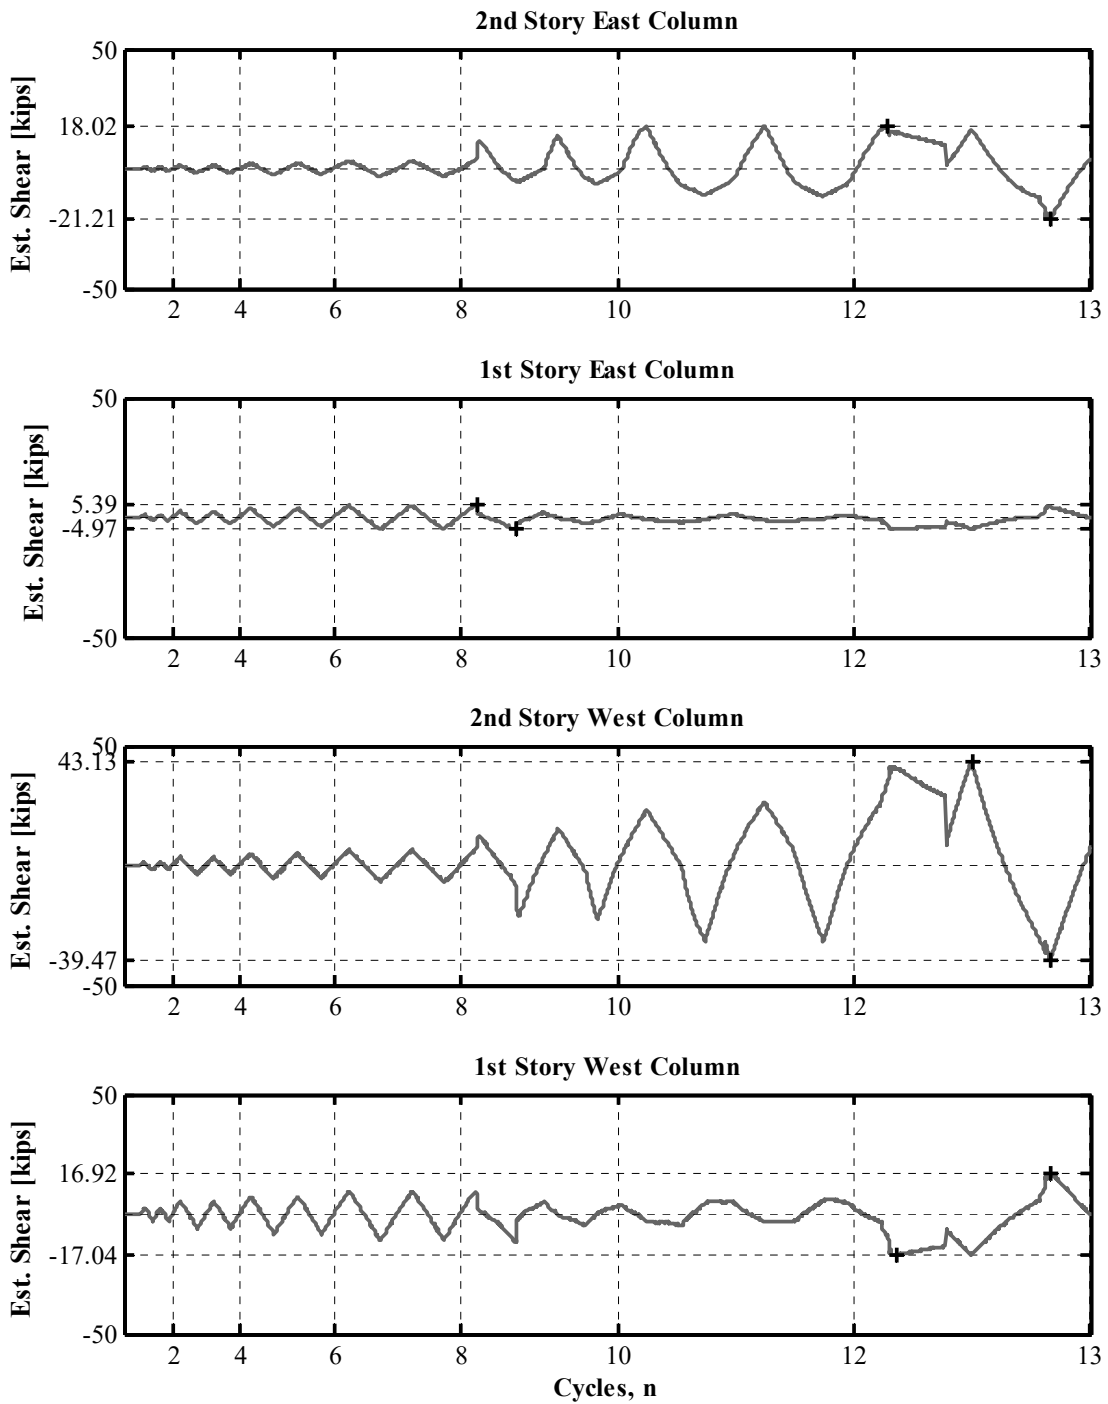 2nd Story East Column
50
18.02
-21.21
-50
Est. Shear [kips]
2 4 6 8 10 12 13
1st Story East Column
50
5.39
-4.97
-50
Est. Shear [kips]
2 4 6 8 10 12 13
2nd Story West Column
50
43.13
-39.47
-50
Est. Shear [kips]
2 4 6 8 10 12 13
1st Story West Column
50
16.92
-17.04
-50
Est. Shear [kips]
2 4 6 8 10 12 13
Cycles, n